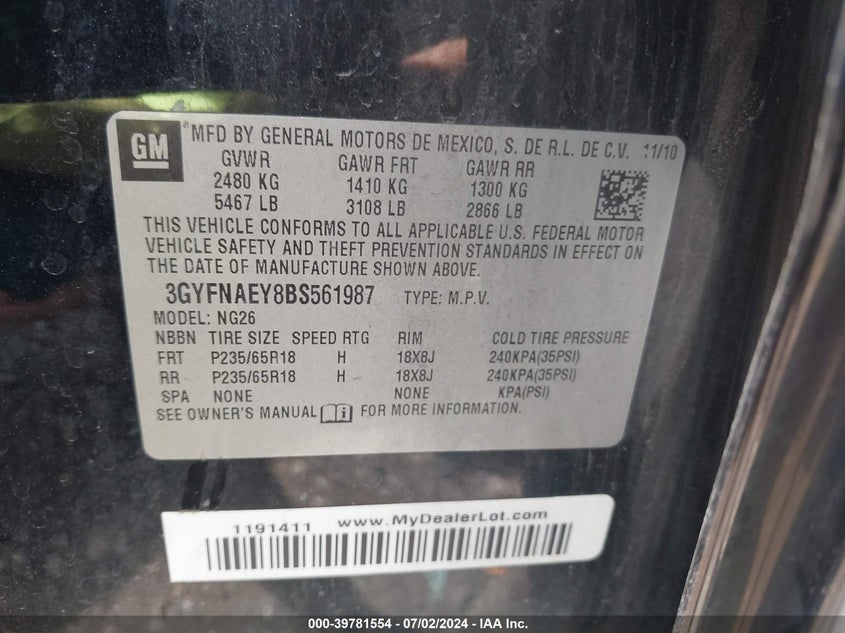 GM
*MFD BY GENERAL MOTORS DE MEXICO, S. DE R.L. DE C.V. 11/10
GVWR GAWR FRT GAWR RR
2480 KG 1410 KG 1300 KG
5467 LB 3108 LB 2866 LB
THIS VEHICLE CONFORMS TO ALL APPLICABLE U.S. FEDERAL MOTOR
VEHICLE SAFETY AND THEFT PREVENTION STANDARDS IN EFFECT ON
THE DATE OF MANUFACTURE SHOWN ABOVE.
3GYFNAEY8BS561987 TYPE: M.P.V.
MODEL: NG26
NBBN TIRE SIZE SPEED RTG RIM COLD TIRE PRESSURE
FRT P235/65R18 H 18X8J 240KPA(35PSI)
RR P235/65R18 H 18X8J 240KPA(35PSI)
SPA NONE NONE KPA(PSI)
SEE OWNER'S MANUAL i FOR MORE INFORMATION.
1191411 www.MyDealerLot.com
000-39781554 / 07/02/2024 - IAA Inc.